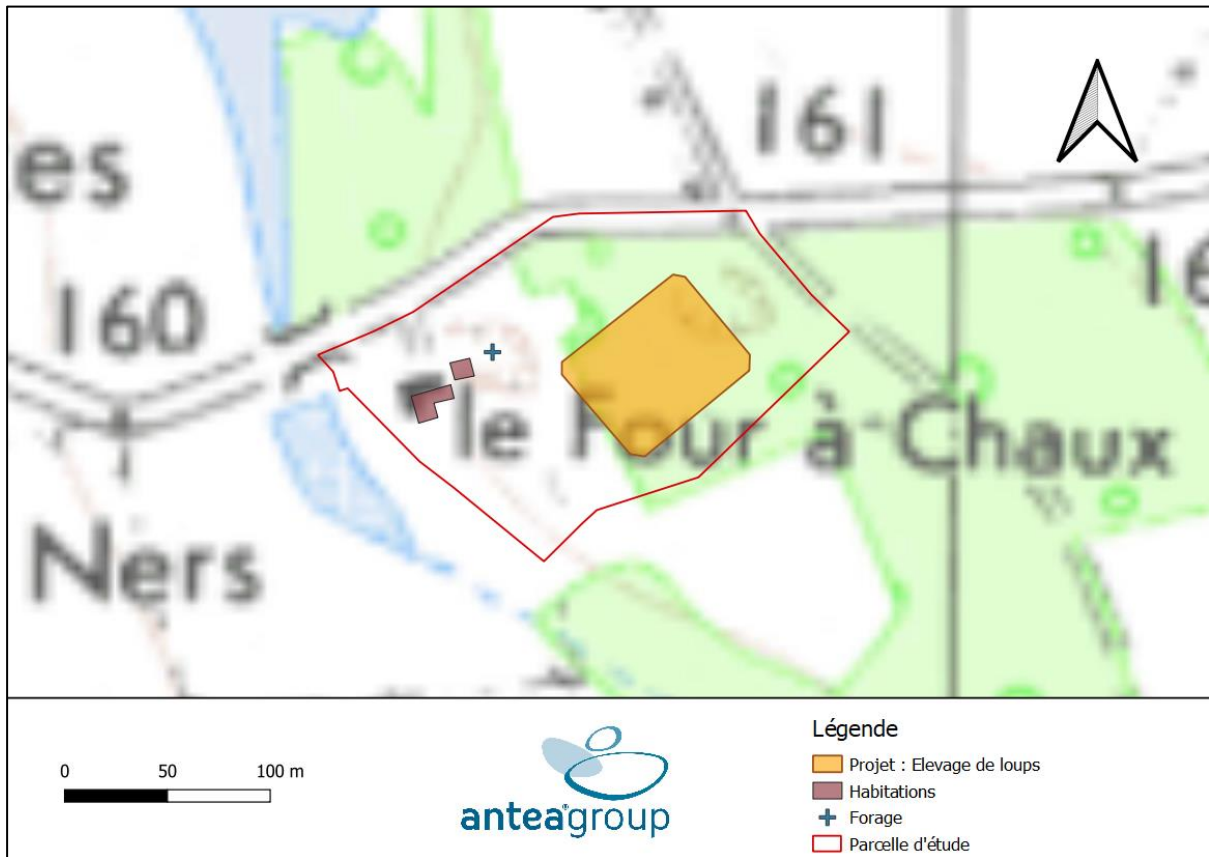 es
161
160
16
le Four à Chaux
Ners
0 50 100 m
anteagroup
Légende
Projet : Elevage de loups
Habitations
Forage
Parcelle d'étude